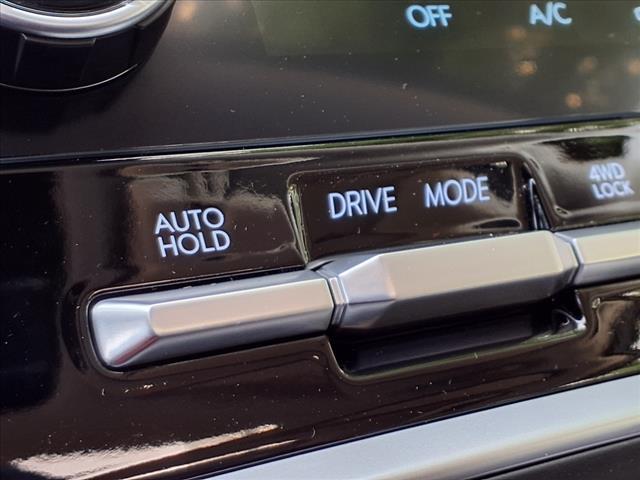 OFF
A/C
AUTO
HOLD
DRIVE MODE
4WD
LOCK